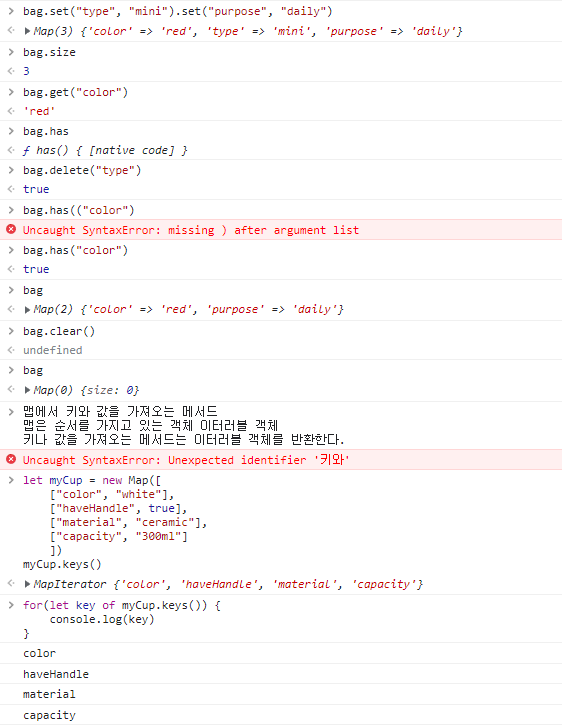 bag.set("type", "mini").set("purpose", "daily")
Map(3) {'color' => 'red', 'type' => 'mini', 'purpose' => 'daily'}
bag.size
3
bag.get("color")
'red'
bag.has
ƒ has() { [native code] }
bag.delete("type")
true
bag.has(("color")
Uncaught SyntaxError: missing ) after argument list
bag.has("color")
true
bag
Map(2) {'color' => 'red', 'purpose' => 'daily'}
bag.clear()
undefined
bag
Map(0) {size: 0}
맵에서 키와 값을 가져오는 메서드
맵은 순서를 가지고 있는 객체 이터러블 객체
키나 값을 가져오는 메서드는 이터러블 객체를 반환한다.
Uncaught SyntaxError: Unexpected identifier '키와'
let myCup = new Map([
["color", "white"],
["haveHandle", true],
["material", "ceramic"],
["capacity", "300ml"]
])
myCup.keys()
MapIterator {'color', 'haveHandle', 'material', 'capacity'}
for(let key of myCup.keys()) {
console.log(key)
}
color
haveHandle
material
capacity